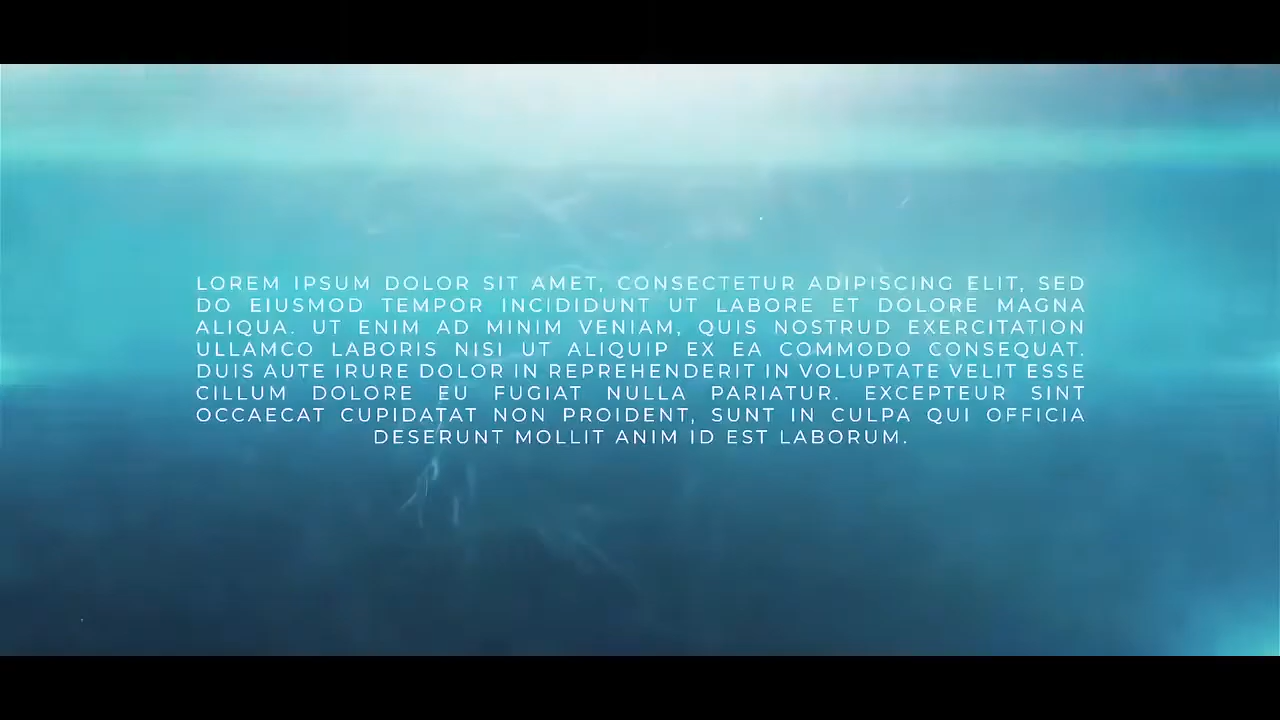 LOREM IPSUM DOLOR SIT AMET, CONSECTETUR ADIPISCING ELIT, SED
DO EIUSMOD TEMPOR INCIDIDUNT UT LABORE ET DOLORE MAGNA
ALIQUA. UT ENIM AD MINIM VENIAM, QUIS NOSTRUD EXERCITATION
ULLAMCO LABORIS NISI UT ALIQUIP EX EA COMMODO CONSEQUAT.
DUIS AUTE IRURE DOLOR IN REPREHENDERIT IN VOLUPTATE VELIT ESSE
CILLUM DOLORE EU FUGIAT NULLA PARIATUR. EXCEPTEUR SINT
OCCAECAT CUPIDATAT NON PROIDENT, SUNT IN CULPA QUI OFFICIA
DESERUNT MOLLIT ANIM ID EST LABORUM.